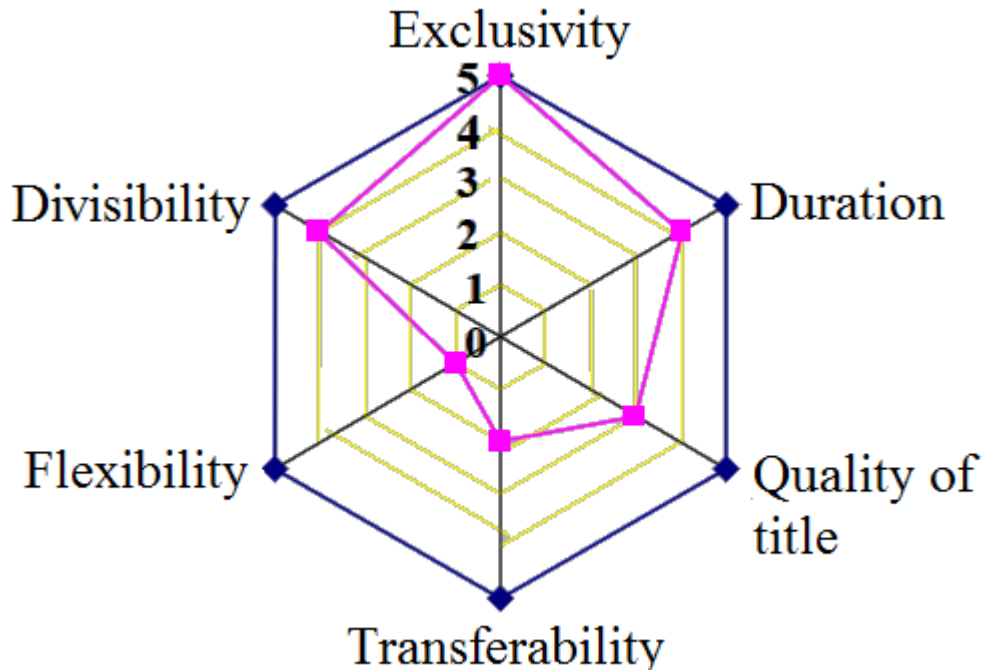 Exclusivity
5
4
3
Divisibility
Duration
2
1
0
Flexibility
Quality of
title
Transferability